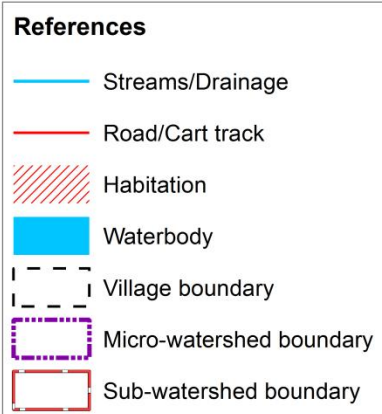 References
Streams/Drainage
Road/Cart track
Habitation
Waterbody
Village boundary
Micro-watershed boundary
Sub-watershed boundary